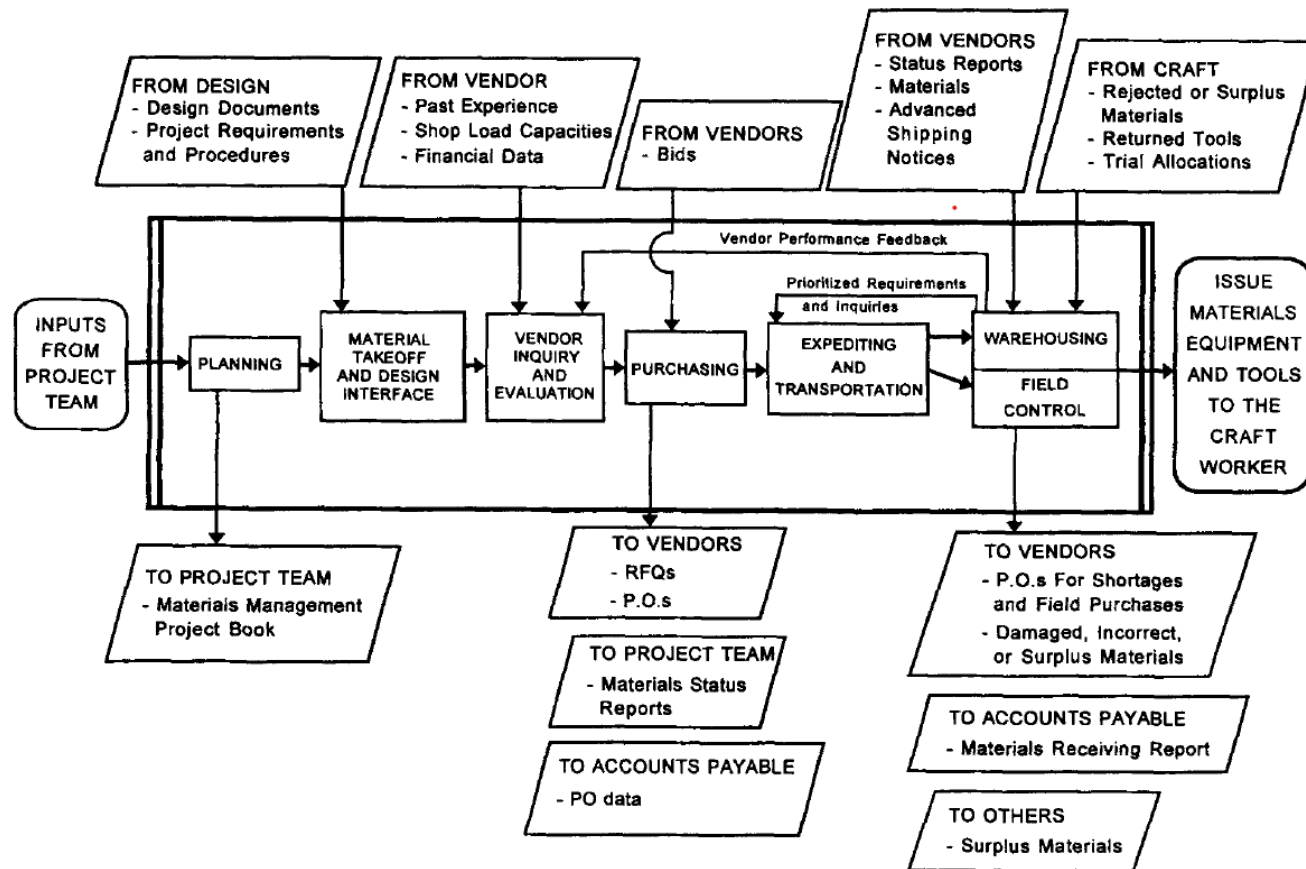 FROM DESIGN
- Design Documents
- Project Requirements
and Procedures
FROM VENDOR
- Past Experience
- Shop Load Capacities
- Financial Data
FROM VENDORS
- Bids
FROM VENDORS
- Status Reports
- Materials
- Advanced
Shipping
Notices
FROM CRAFT
- Rejected or Surplus
Materials
- Returned Tools
- Trial Allocations
Vendor Performance Feedback
Prioritized Requirements
and Inquiries
INPUTS
FROM
PROJECT
TEAM
PLANNING
MATERIAL
TAKEOFF
AND DESIGN
INTERFACE
VENDOR
INQUIRY
AND
EVALUATION
PURCHASING
EXPEDITING
AND
TRANSPORTATION
WAREHOUSING
FIELD
CONTROL
ISSUE
MATERIALS
EQUIPMENT
AND TOOLS
TO THE
CRAFT
WORKER
TO PROJECT TEAM
- Materials Management
Project Book
TO VENDORS
- RFQs
- P.O.s
TO PROJECT TEAM
- Materials Status
Reports
TO ACCOUNTS PAYABLE
- PO data
TO VENDORS
- P.O.s For Shortages
and Field Purchases
- Damaged, Incorrect,
or Surplus Materials
TO ACCOUNTS PAYABLE
- Materials Receiving Report
TO OTHERS
- Surplus Materials